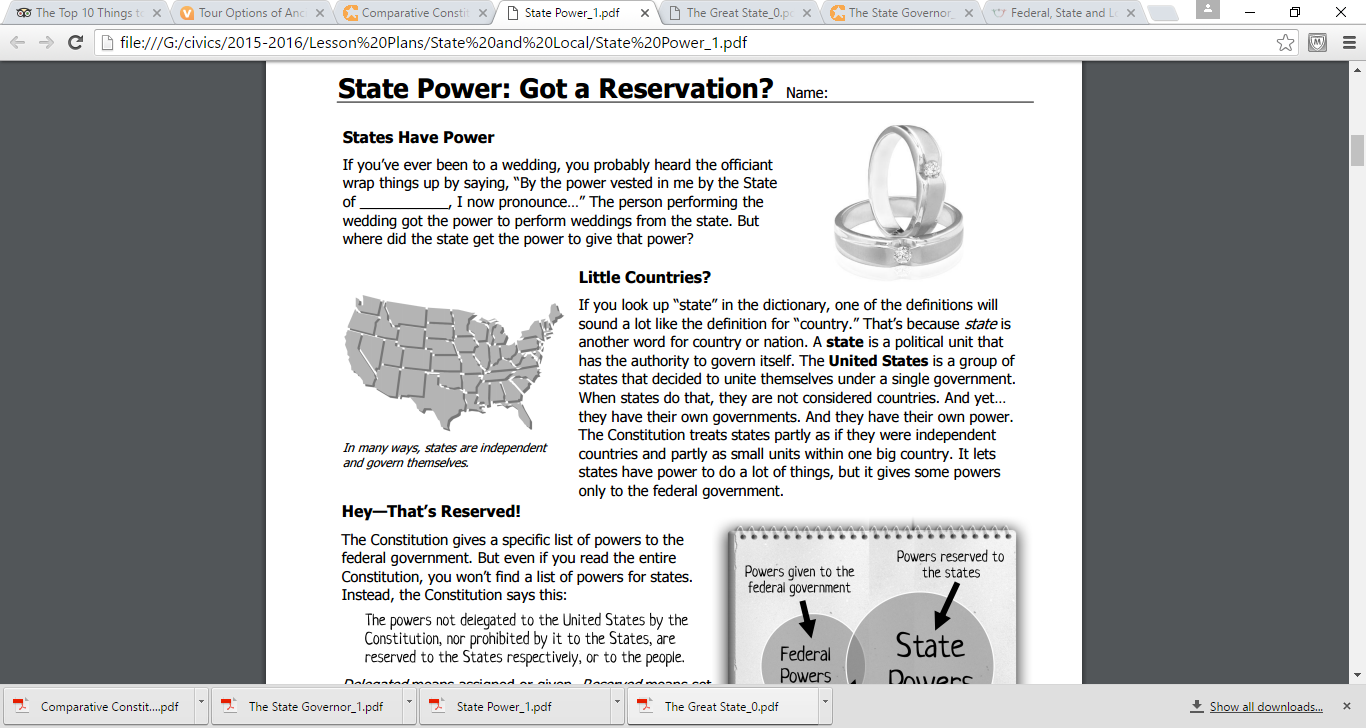 The Top 10 Things to
Tour Options of Anc
Comparative Constit
State Power_1.pdf
The Great State_0.pd
The State Governor_
Federal, State and Lo
file:///G:/civics/2015-2016/Lesson%20Plans/State%20and%20Local/State%20Power_1.pdf
State Power: Got a Reservation? Name:
States Have Power
If you’ve ever been to a wedding, you probably heard the officiant
wrap things up by saying, “By the power vested in me by the State
of ___________, I now pronounce…” The person performing the
wedding got the power to perform weddings from the state. But
where did the state get the power to give that power?
Little Countries?
If you look up “state” in the dictionary, one of the definitions will
sound a lot like the definition for “country.” That’s because state is
another word for country or nation. A state is a political unit that
has the authority to govern itself. The United States is a group of
states that decided to unite themselves under a single government.
When states do that, they are not considered countries. And yet…
they have their own governments. And they have their own power.
The Constitution treats states partly as if they were independent
countries and partly as small units within one big country. It lets
states have power to do a lot of things, but it gives some powers
only to the federal government.
In many ways, states are independent
and govern themselves.
Hey—That’s Reserved!
The Constitution gives a specific list of powers to the
federal government. But even if you read the entire
Constitution, you won’t find a list of powers for states.
Instead, the Constitution says this:
The powers not delegated to the United States by the
Constitution, nor prohibited by it to the States, are
reserved to the States respectively, or to the people.
Delegated means assigned or given. Reserved means set
Powers given to the
federal government
Powers reserved to
the states
Federal
Powers
State
Powers
Comparative Constit....pdf
The State Governor_1.pdf
State Power_1.pdf
The Great State_0.pdf
Show all downloads...